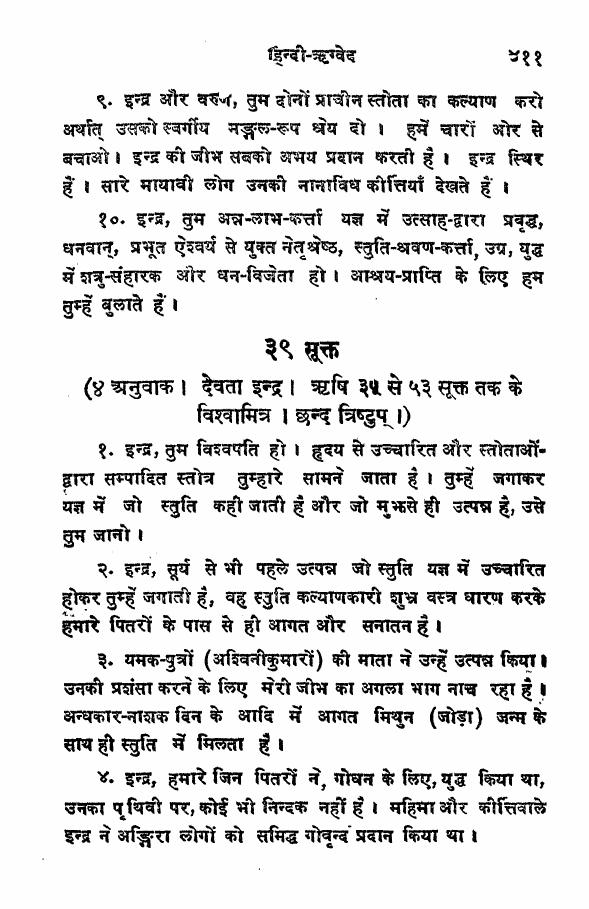 हिन्दी-ऋग्वेद ४११
९. इन्द्र और वरुण, तुम दोनों प्राचीन स्तोता का कल्याण करो
अर्थात् उसको स्वर्गीय मङ्गल-रूप श्रेय दो । हमें चारों ओर से
बचाओ। इन्द्र की जीभ सबको अभय प्रदान करती है। इन्द्र स्थिर
हैं । सारे मायावी लोग उनकी नानाविध कीर्त्तियाँ देखते हैं ।
१०. इन्द्र, तुम अन्न-लाभ-कर्त्ता यज्ञ में उत्साह-द्वारा प्रवृद्ध,
धनवान्, प्रभूत ऐश्वर्य से युक्त नेतृश्रेष्ठ, स्तुति-श्रवण-कर्त्ता, उग्र, युद्ध
में शत्रु-संहारक और धन-विजेता हो। आश्रय-प्राप्ति के लिए हम
तुम्हें बुलाते हैं ।
३९ सूक्त
(४ अनुवाक। देवता इन्द्र। ऋषि ३५ से ५३ सूक्त तक के
विश्वामित्र । छन्द त्रिष्टुप् ।)
१. इन्द्र, तुम विश्वपति हो। हृदय से उच्चारित और स्तोताओं-
द्वारा सम्पादित स्तोत्र तुम्हारे सामने जाता है। तुम्हें जगाकर
यज्ञ में जो स्तुति कही जाती है और जो मुझसे ही उत्पन्न है, उसे
तुम जानो ।
२. इन्द्र, सूर्य से भी पहले उत्पन्न जो स्तुति यज्ञ में उच्चारित
होकर तुम्हें जगाती है, वह स्तुति कल्याणकारी शुभ्र वस्त्र धारण करके
हमारे पितरों के पास से ही आगत और सनातन है।
३. यमक-पुत्रों (अश्विनीकुमारों) की माता ने उन्हें उत्पन्न किया।
उनकी प्रशंसा करने के लिए मेरी जीभ का अगला भाग नाच रहा है।
अन्धकार-नाशक दिन के आदि में आगत मिथुन (जोड़ा) जन्म के
साथ ही स्तुति में मिलता है।
४. इन्द्र, हमारे जिन पितरों ने, गोधन के लिए, युद्ध किया था,
उनका पृथिवी पर, कोई भी निन्दक नहीं है। महिमा और कीर्त्तिवाले
इन्द्र ने अङ्गिरा लोगों को समिद्ध गोवृन्द प्रदान किया था।